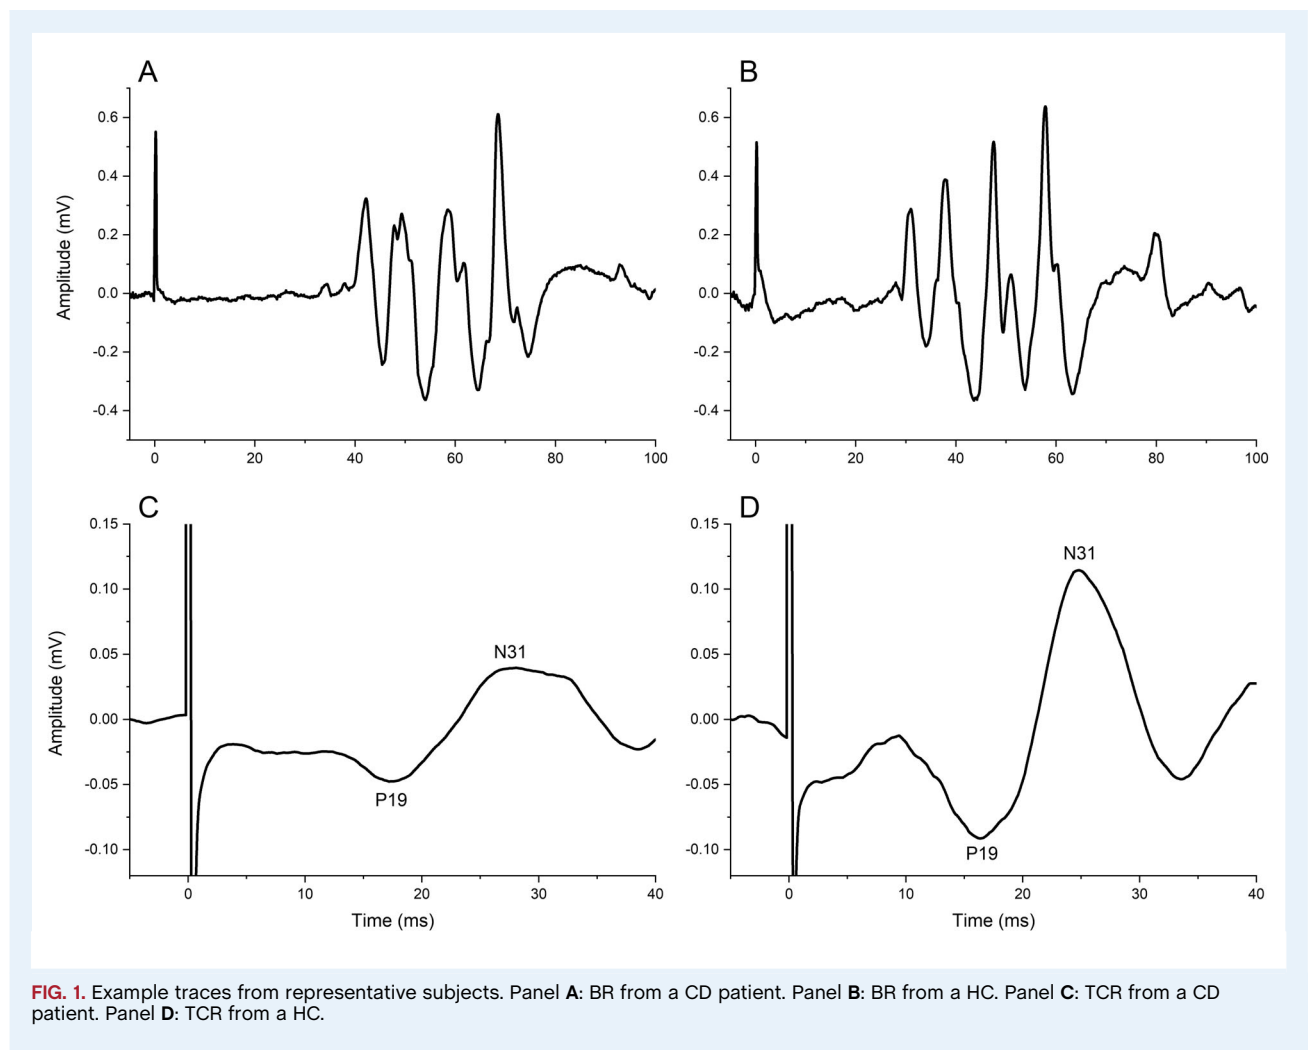 A
B
0.6
0.4
0.2
0.0
-0.2
-0.4
Amplitude (mV)
0 20 40 60 80 100
0.6
0.4
0.2
0.0
-0.2
-0.4
0 20 40 60 80 100
C
D
0.15
0.10
0.05
0.00
-0.05
-0.10
Amplitude (mV)
N31
P19
0 10 20 30 40
Time (ms)
0.15
0.10
0.05
0.00
-0.05
-0.10
N31
P19
0 10 20 30 40
Time (ms)
FIG. 1. Example traces from representative subjects. Panel A: BR from a CD patient. Panel B: BR from a HC. Panel C: TCR from a CD
patient. Panel D: TCR from a HC.